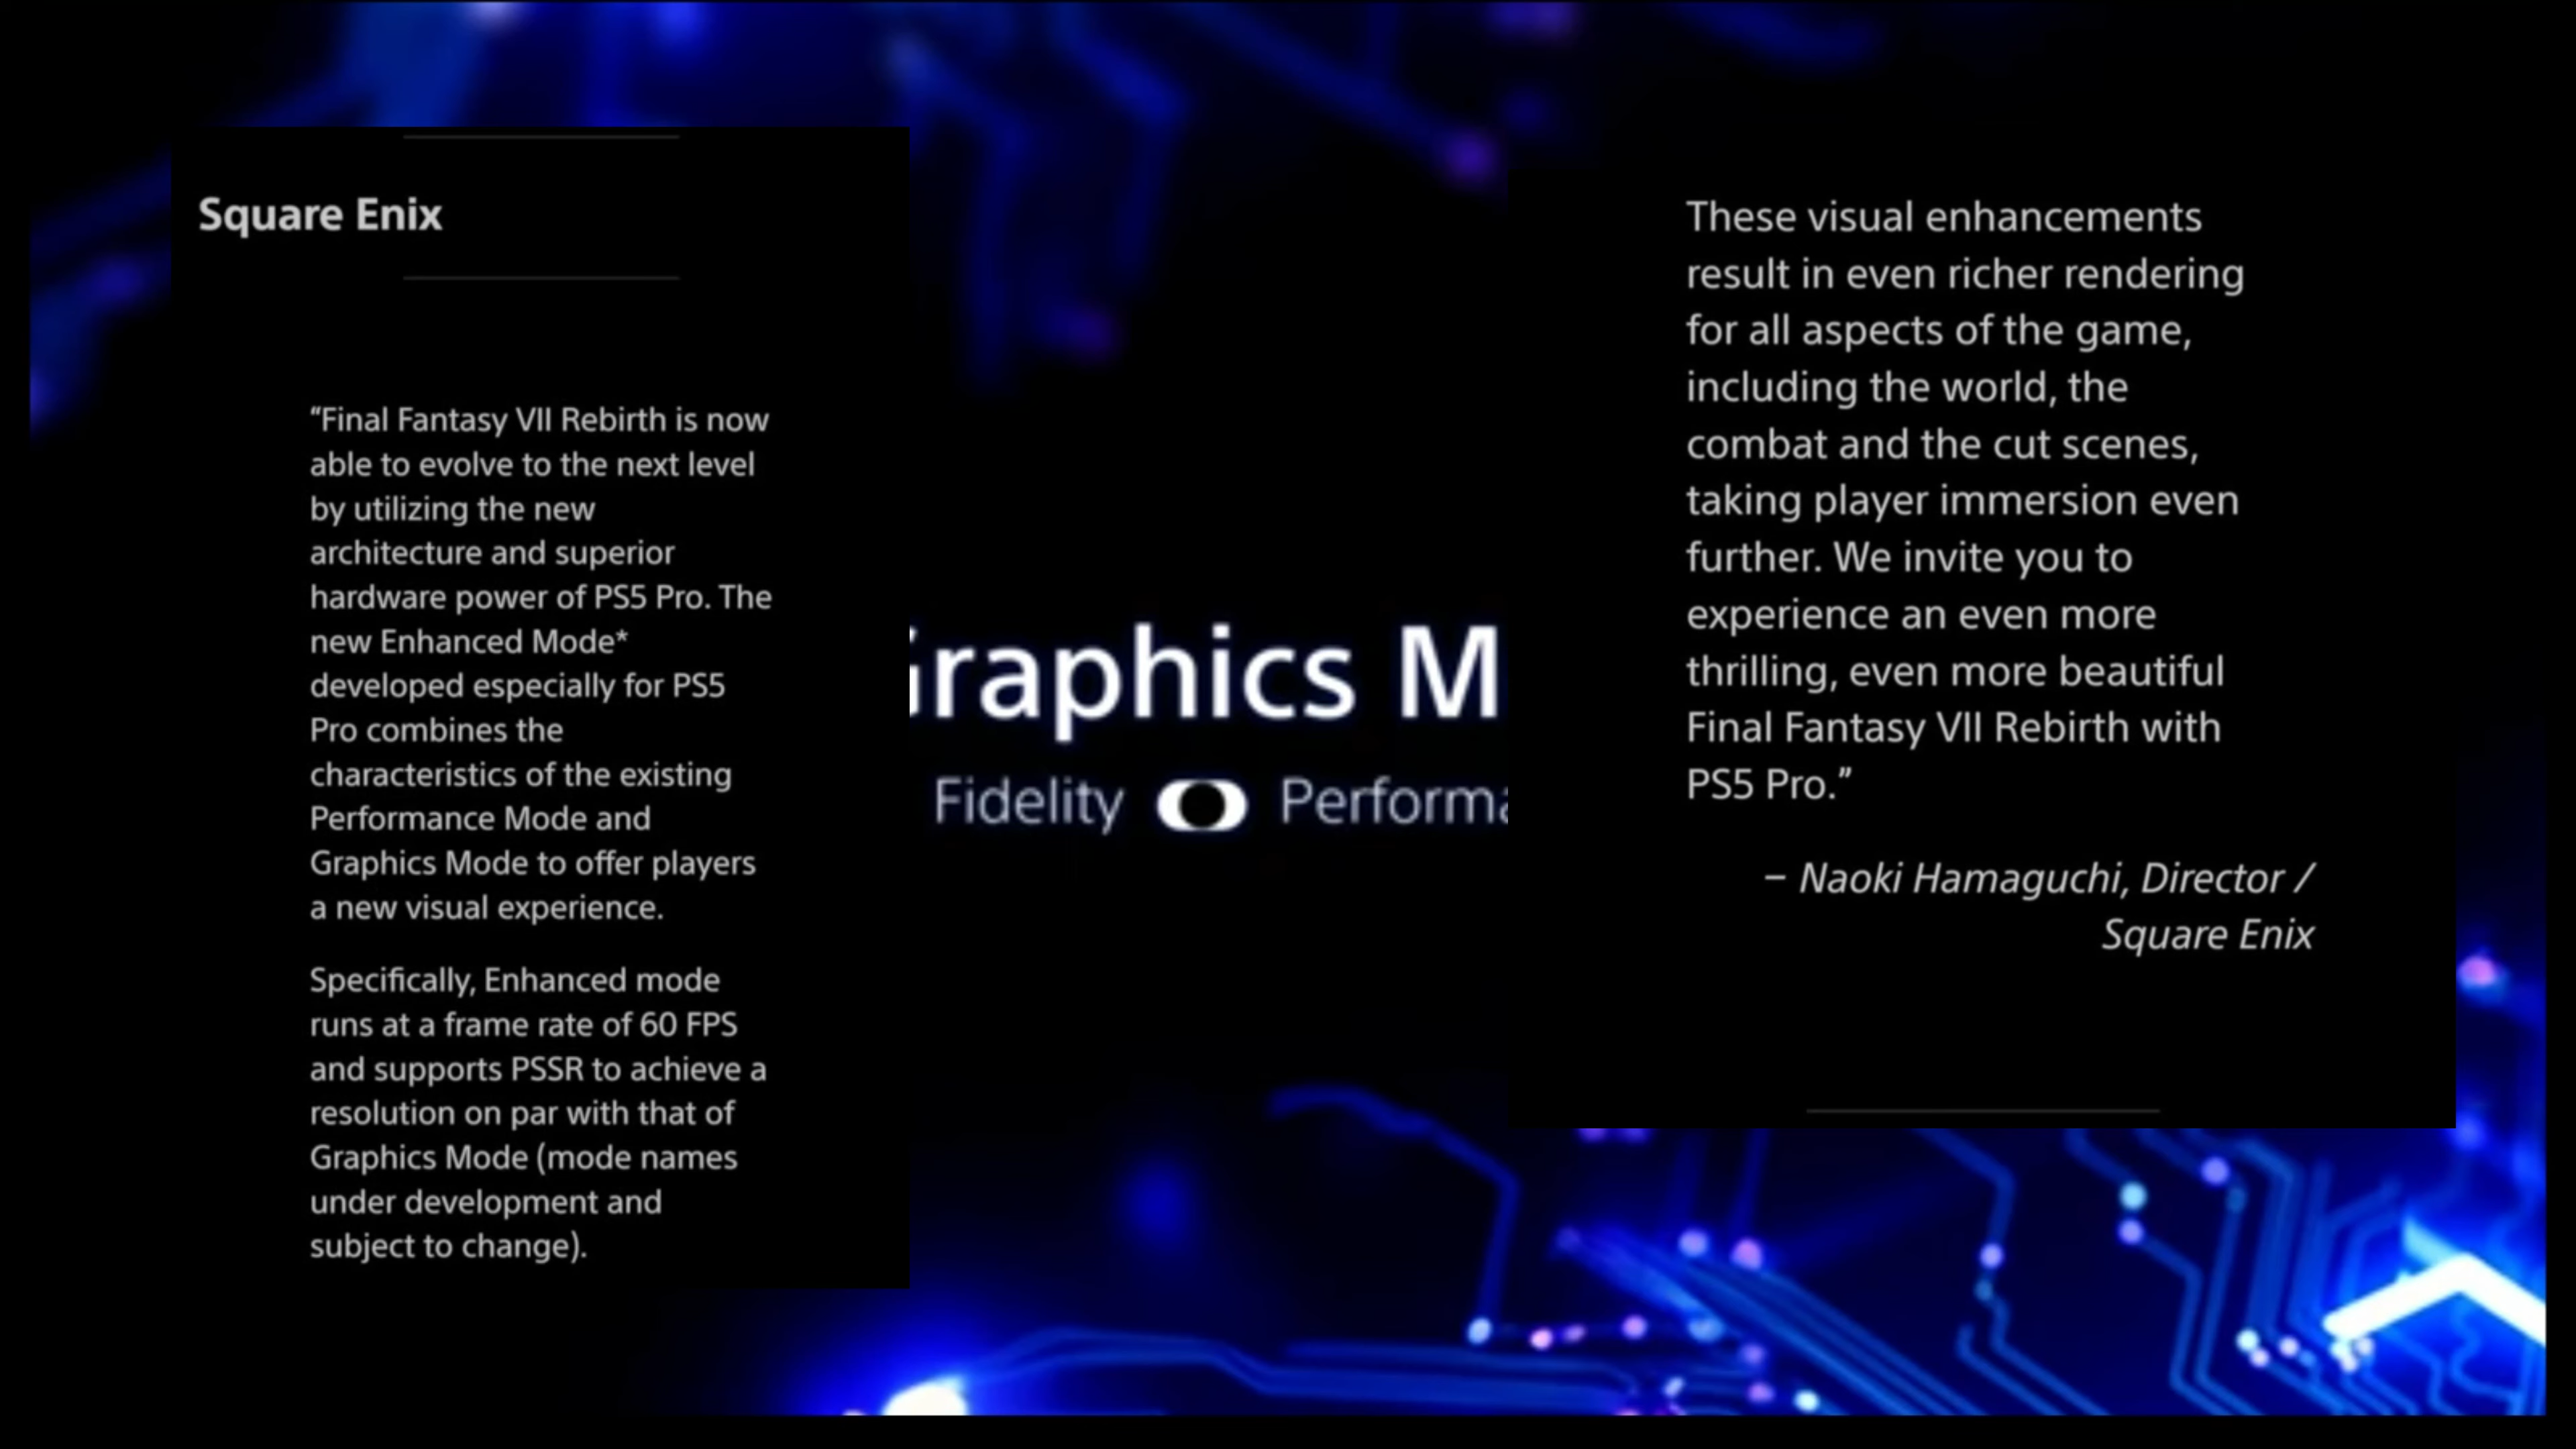 Square Enix
“Final Fantasy VII Rebirth is now
able to evolve to the next level
by utilizing the new
architecture and superior
hardware power of PS5 Pro. The
new Enhanced Mode*
developed especially for PS5
Pro combines the
characteristics of the existing
Performance Mode and
Graphics Mode to offer players
a new visual experience.
Specifically, Enhanced mode
runs at a frame rate of 60 FPS
and supports PSSR to achieve a
resolution on par with that of
Graphics Mode (mode names
under development and
subject to change).
Graphics M
Fidelity Performa
These visual enhancements
result in even richer rendering
for all aspects of the game,
including the world, the
combat and the cut scenes,
taking player immersion even
further. We invite you to
experience an even more
thrilling, even more beautiful
Final Fantasy VII Rebirth with
PS5 Pro.”
– Naoki Hamaguchi, Director /
Square Enix